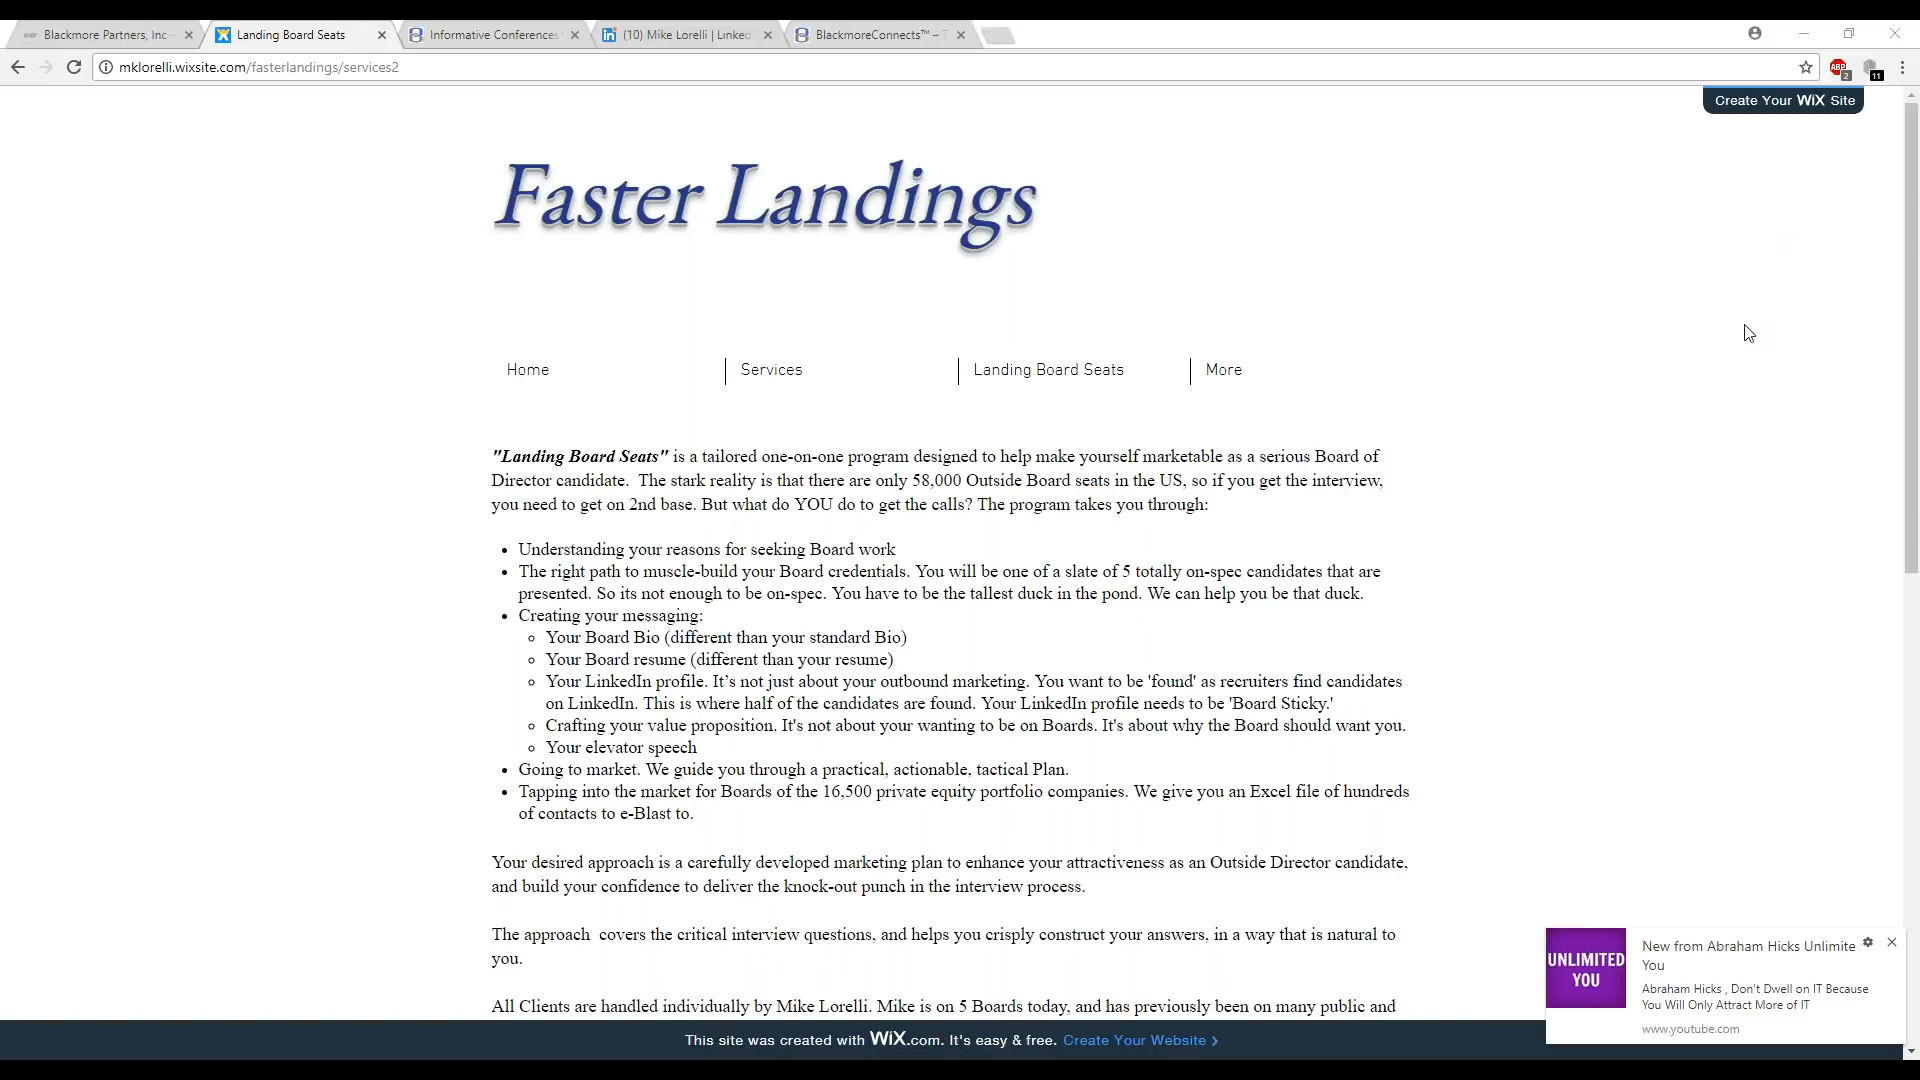 Blackmore Partners, Inc
Landing Board Seats
Informative Conferences
(10) Mike Lorelli | Linked
BlackmoreConnects™ – T
mklorelli.wixsite.com/fasterlandings/services2
ABP
2
11
Create Your WiX Site
Faster Landings
Home
Services
Landing Board Seats
More
"Landing Board Seats" is a tailored one-on-one program designed to help make yourself marketable as a serious Board of
Director candidate.  The stark reality is that there are only 58,000 Outside Board seats in the US, so if you get the interview,
you need to get on 2nd base. But what do YOU do to get the calls? The program takes you through:
• Understanding your reasons for seeking Board work
• The right path to muscle-build your Board credentials. You will be one of a slate of 5 totally on-spec candidates that are
presented. So its not enough to be on-spec. You have to be the tallest duck in the pond. We can help you be that duck.
• Creating your messaging:
◦ Your Board Bio (different than your standard Bio)
◦ Your Board resume (different than your resume)
◦ Your LinkedIn profile. It’s not just about your outbound marketing. You want to be 'found' as recruiters find candidates
on LinkedIn. This is where half of the candidates are found. Your LinkedIn profile needs to be 'Board Sticky.'
◦ Crafting your value proposition. It's not about your wanting to be on Boards. It's about why the Board should want you.
◦ Your elevator speech
• Going to market. We guide you through a practical, actionable, tactical Plan.
• Tapping into the market for Boards of the 16,500 private equity portfolio companies. We give you an Excel file of hundreds
of contacts to e-Blast to.
Your desired approach is a carefully developed marketing plan to enhance your attractiveness as an Outside Director candidate,
and build your confidence to deliver the knock-out punch in the interview process.
The approach  covers the critical interview questions, and helps you crisply construct your answers, in a way that is natural to
you.
All Clients are handled individually by Mike Lorelli. Mike is on 5 Boards today, and has previously been on many public and
UNLIMITED
YOU
New from Abraham Hicks Unlimite
You
Abraham Hicks , Don't Dwell on IT Because
You Will Only Attract More of IT
www.youtube.com
This site was created with WiX.com. It's easy & free. Create Your Website >